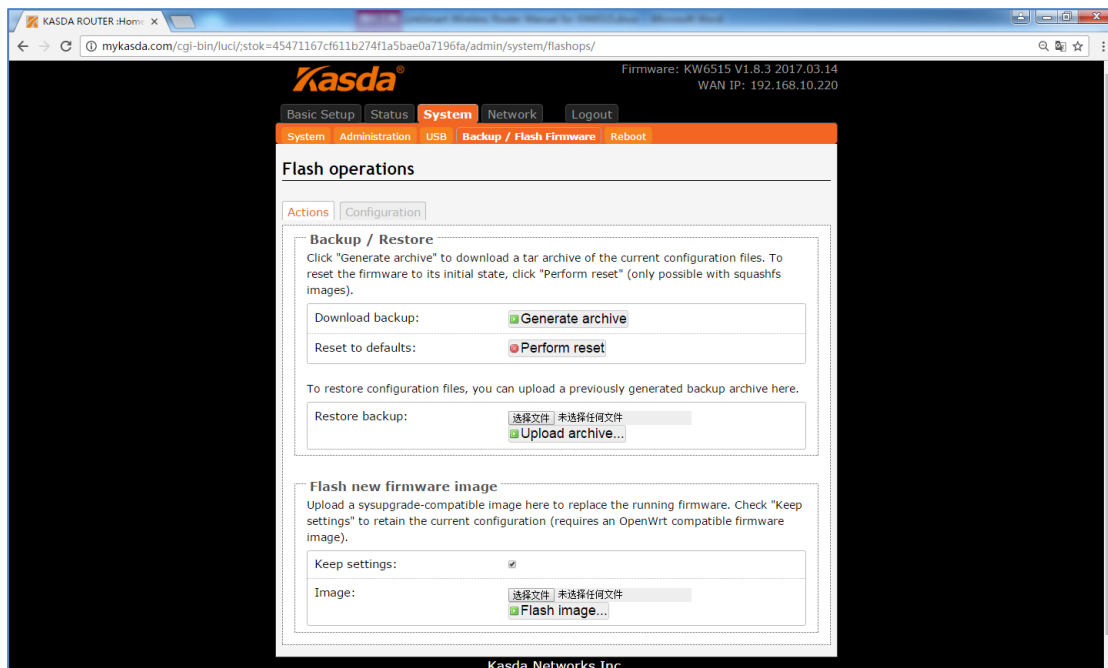 KASDA ROUTER :Home
mykasda.com/cgi-bin/luci/;stok=45471167cf611b274f1a5bae0a7196fa/admin/system/flashops/
Kasda®
Firmware: KW6515 V1.8.3 2017.03.14
WAN IP: 192.168.10.220
Basic Setup Status System Network Logout
System Administration USB Backup / Flash Firmware Reboot
Flash operations
Actions Configuration
Backup / Restore
Click "Generate archive" to download a tar archive of the current configuration files. To
reset the firmware to its initial state, click "Perform reset" (only possible with squashfs
images).
Download backup: Generate archive
Reset to defaults: Perform reset
To restore configuration files, you can upload a previously generated backup archive here.
Restore backup: 选择文件 未选择任何文件
Upload archive...
Flash new firmware image
Upload a sysupgrade-compatible image here to replace the running firmware. Check "Keep
settings" to retain the current configuration (requires an OpenWrt compatible firmware
image).
Keep settings:
Image: 选择文件 未选择任何文件
Flash image...
Kasda Networks Inc